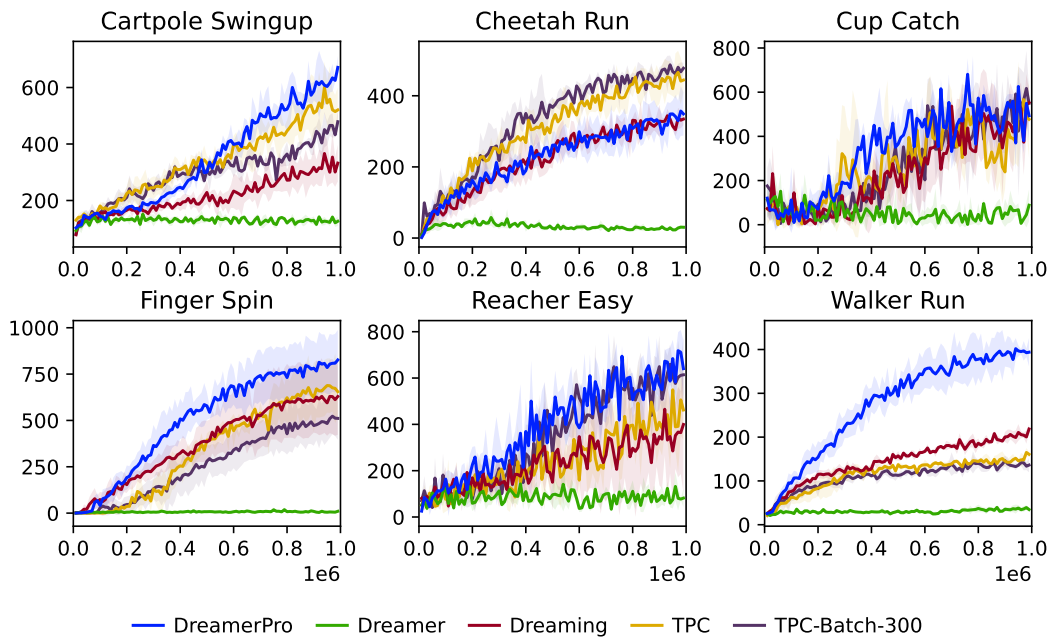 Cartpole Swingup
Cheetah Run
Cup Catch
600
400
200
0.0 0.2 0.4 0.6 0.8 1.0
400
200
0
0.0 0.2 0.4 0.6 0.8 1.0
800
600
400
200
0
0.0 0.2 0.4 0.6 0.8 1.0
Finger Spin
Reacher Easy
Walker Run
1000
750
500
250
0
0.0 0.2 0.4 0.6 0.8 1.0
1e6
800
600
400
200
0
0.0 0.2 0.4 0.6 0.8 1.0
1e6
400
300
200
100
0
0.0 0.2 0.4 0.6 0.8 1.0
1e6
DreamerPro Dreamer Dreaming TPC TPC-Batch-300